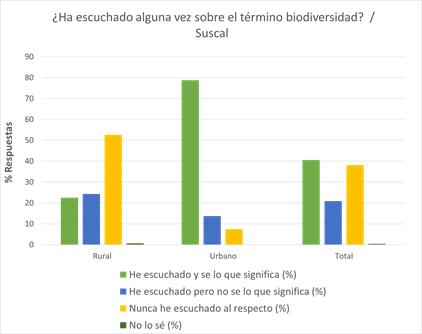 ¿Ha escuchado alguna vez sobre el término biodiversidad? /
Suscal
% Respuestas
90
80
70
60
50
40
30
20
10
0
Rural
Urbano
Total
He escuchado y se lo que significa (%)
He escuchado pero no se lo que significa (%)
Nunca he escuchado al respecto (%)
No lo sé (%)